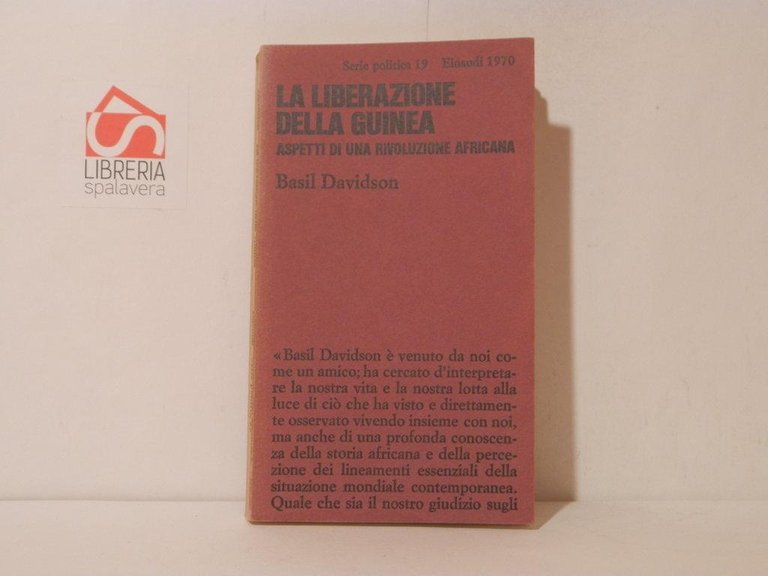 LIBRERIA
spalavera
Serie politica 19 Einaudi 1970
LA LIBERAZIONE
DELLA GUINEA
ASPETTI DI UNA RIVOLUZIONE AFRICANA
Basil Davidson
«Basil Davidson è venuto da noi co-
me un amico; ha cercato d'interpreta-
re la nostra vita e la nostra lotta alla
luce di ciò che ha visto e direttamen-
te osservato vivendo insieme con noi,
ma anche di una profonda conoscen-
za della storia africana e della perce-
zione dei lineamenti essenziali della
situazione mondiale contemporanea.
Quale che sia il nostro giudizio sugli